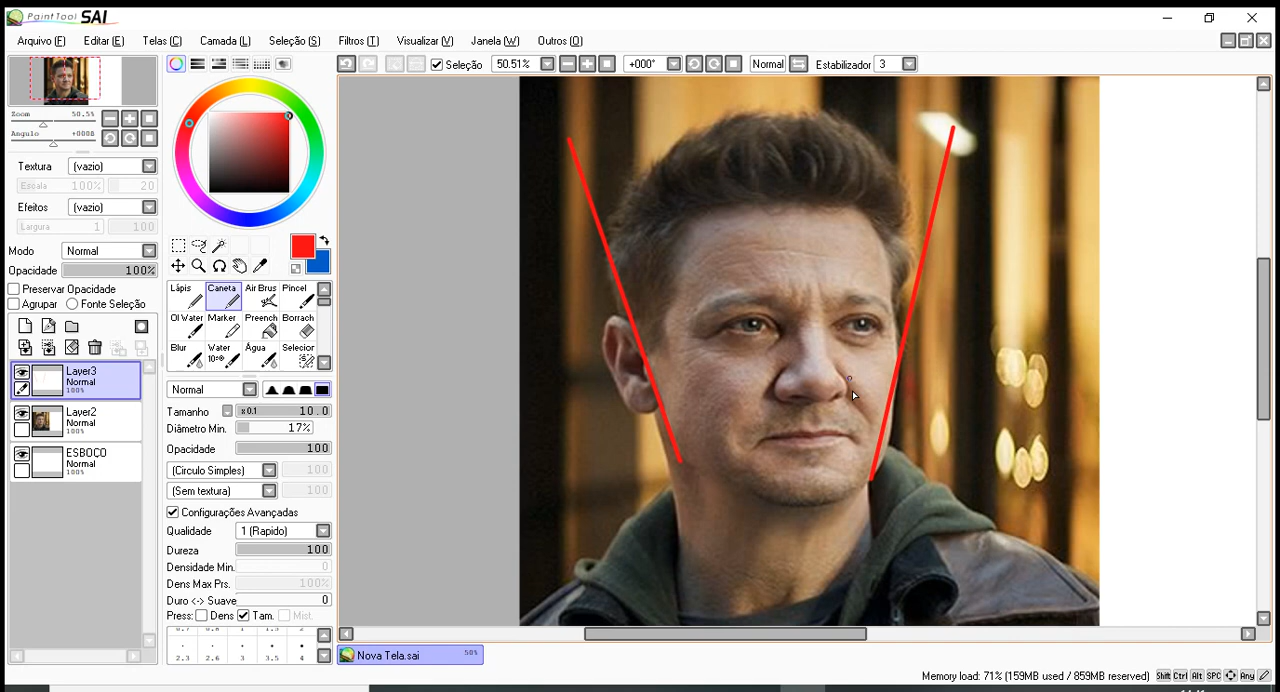 PaintTool SAI
Arquivo (F) Editar (E) Telas (C) Camada (L) Seleção (S) Filtros (T) Visualizar (V) Janela (W) Outros (O)
Seleção 50.51% +000° Normal Estabilizador 3
Zoom 50.5%
Angulo +000B
Textura (vazio)
Escala 100% 20
Efeitos (vazio)
Largura 1 100
Modo Normal
Opacidade 100%
Preservar Opacidade
Agrupar Fonte Seleção
Layer3
Normal
100%
Layer2
Normal
100%
ESBOCO
Normal
100%
Lápis Caneta Air Brus Pincel
Ol Water Marker Preench Borrach
Blur Water Água Selecior
10*®
Normal
Tamanho x 0.1 10.0
Diâmetro Min. 17%
Opacidade 100
(Circulo Simples) 100
(Sem textura) 100
Configurações Avançadas
Qualidade 1 (Rapido)
Dureza 100
Densidade Min. 0
Dens Max Prs. 100%
Duro <-> Suave 0
Press: Dens Tam. Mist.
2.3 2.6 3 3.5 4
Nova Tela.sai 50%
Memory load: 71% (159MB used / 859MB reserved) Shift Ctrl Alt SPC Any